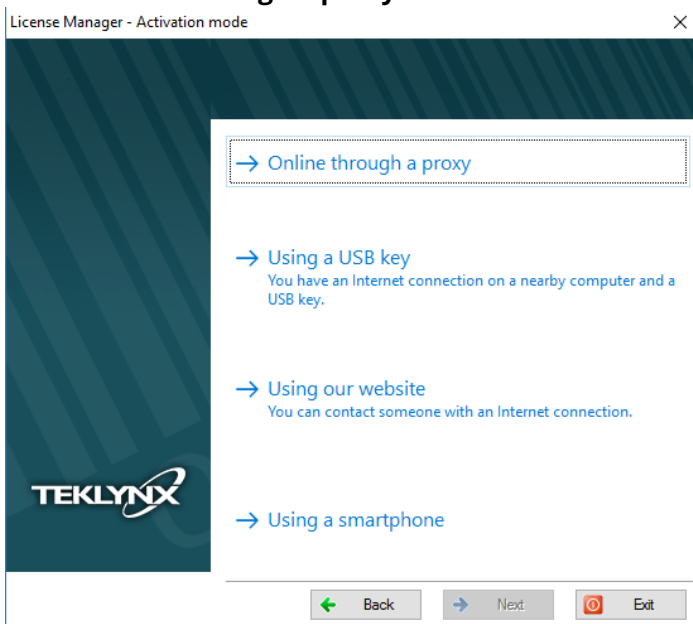 License Manager - Activation mode
Online through a proxy
Using a USB key
You have an Internet connection on a nearby computer and a
USB key.
Using our website
You can contact someone with an Internet connection.
TEKLYNX
Using a smartphone
Back Next Exit